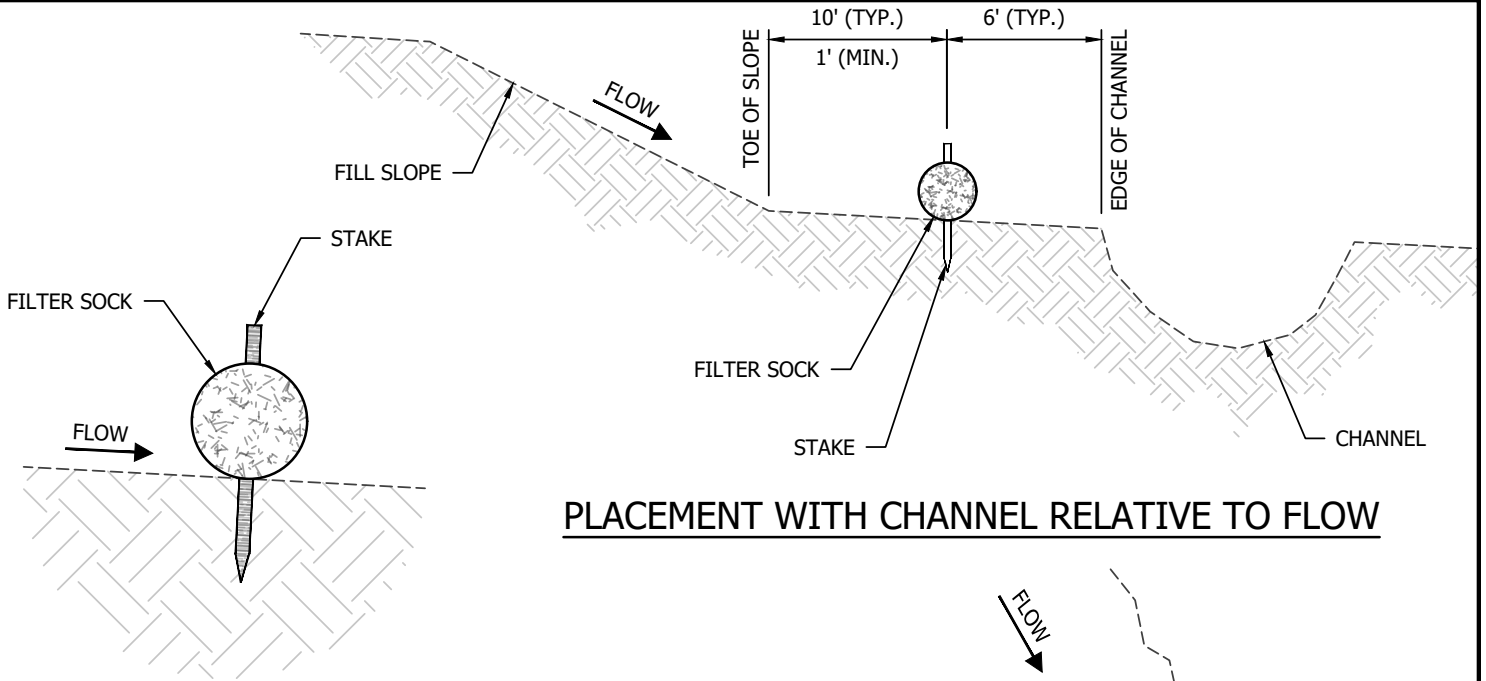 10' (TYP.)
6' (TYP.)
1' (MIN.)
TOE OF SLOPE
EDGE OF CHANNEL
FLOW
FILL SLOPE
STAKE
FILTER SOCK
FLOW
FILTER SOCK
STAKE
CHANNEL
PLACEMENT WITH CHANNEL RELATIVE TO FLOW
FLOW